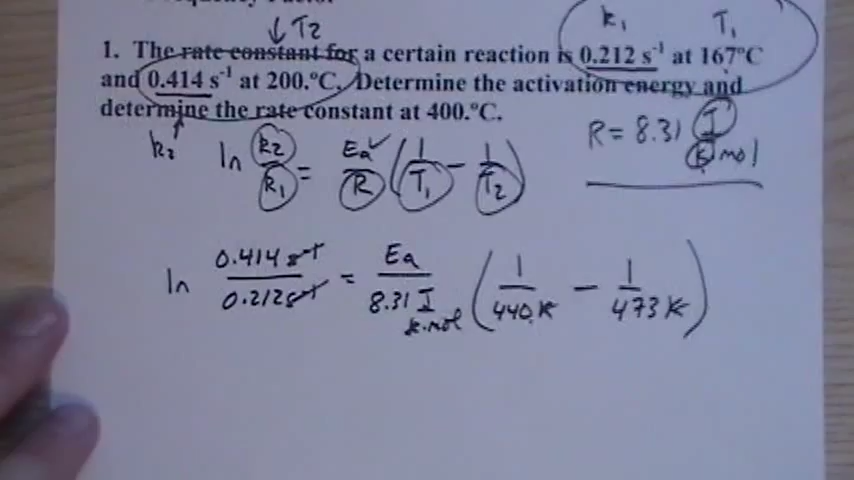 ↓ T2 k1 T1
1. The rate constant for a certain reaction is 0.212 s⁻¹ at 167°C
and 0.414 s⁻¹ at 200.°C. Determine the activation energy and
determine the rate constant at 400.°C.
k2 ln k2/k1 = Ea/R (1/T1 − 1/T2) R = 8.31 J/K mol
ln 0.414 s⁻¹/0.212 s⁻¹ = Ea/8.31 J/K·mol (1/440. K − 1/473 K)